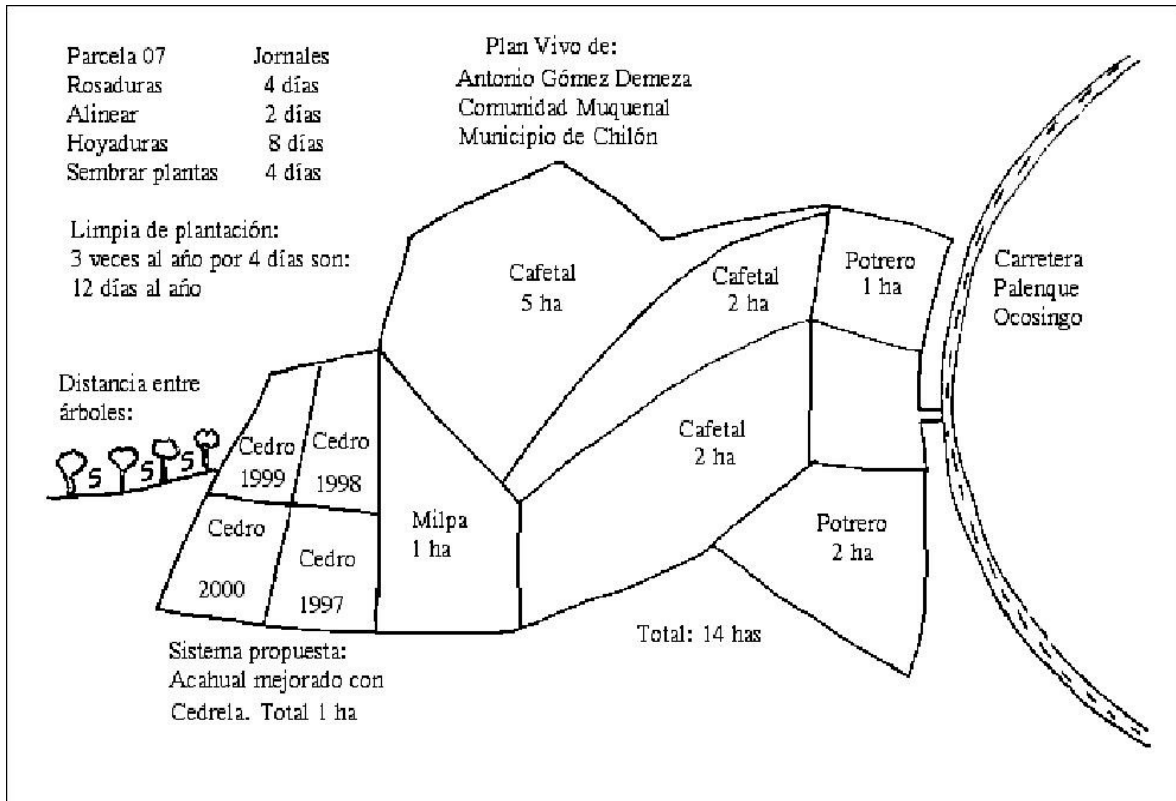 Parcela 07 Jornales
Rosaduras 4 días
Alinear 2 días
Hoyaduras 8 días
Sembrar plantas 4 días
Limpia de plantación:
3 veces al año por 4 días son:
12 días al año
Plan Vivo de:
Antonio Gómez Demeza
Comunidad Muquenal
Municipio de Chilón
Cafetal
5 ha
Cafetal
2 ha
Potrero
1 ha
Carretera
Palenque
Ocosingo
Distancia entre
árboles:
5 5 5
Cedro
1999
Cedro
1998
Cedro
2000
Cedro
1997
Milpa
1 ha
Cafetal
2 ha
Potrero
2 ha
Total: 14 has
Sistema propuesta:
Acahual mejorado con
Cedrela. Total 1 ha